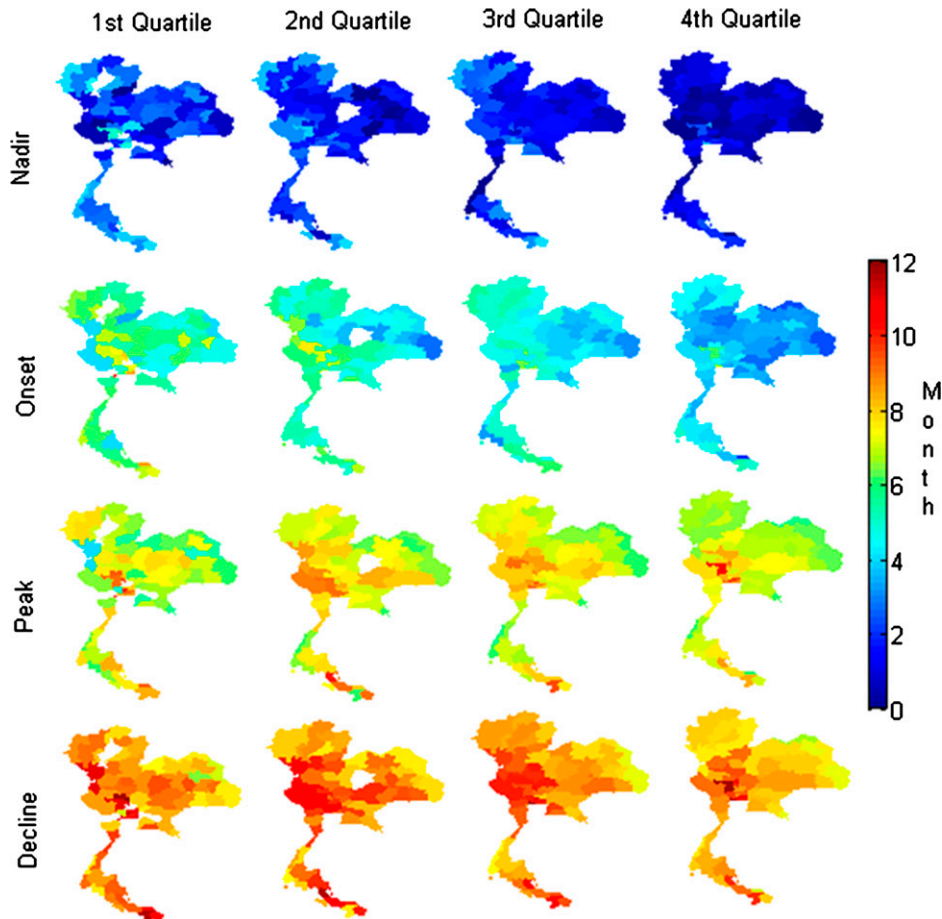 1st Quartile 2nd Quartile 3rd Quartile 4th Quartile
Nadir
Onset
Peak
Decline
12
10
8
6
4
2
0
Month